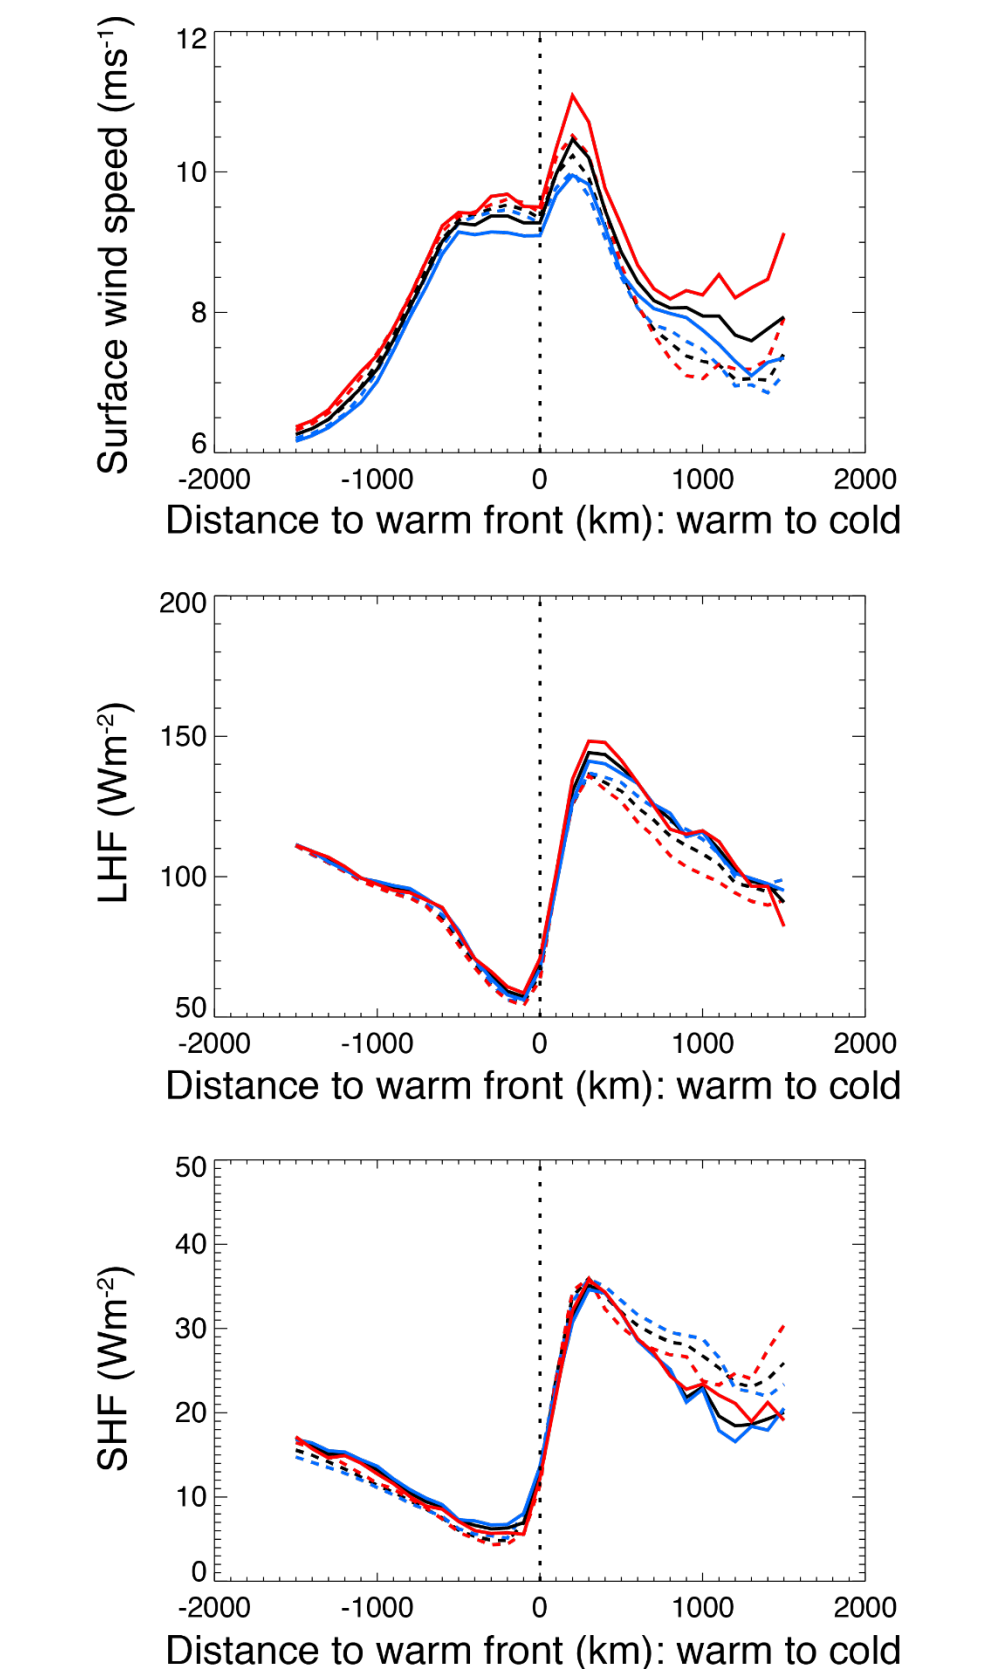 Surface wind speed (ms⁻¹)
12
10
8
6
-2000 -1000 0 1000 2000
Distance to warm front (km): warm to cold
LHF (Wm⁻²)
200
150
100
50
-2000 -1000 0 1000 2000
Distance to warm front (km): warm to cold
SHF (Wm⁻²)
50
40
30
20
10
0
-2000 -1000 0 1000 2000
Distance to warm front (km): warm to cold